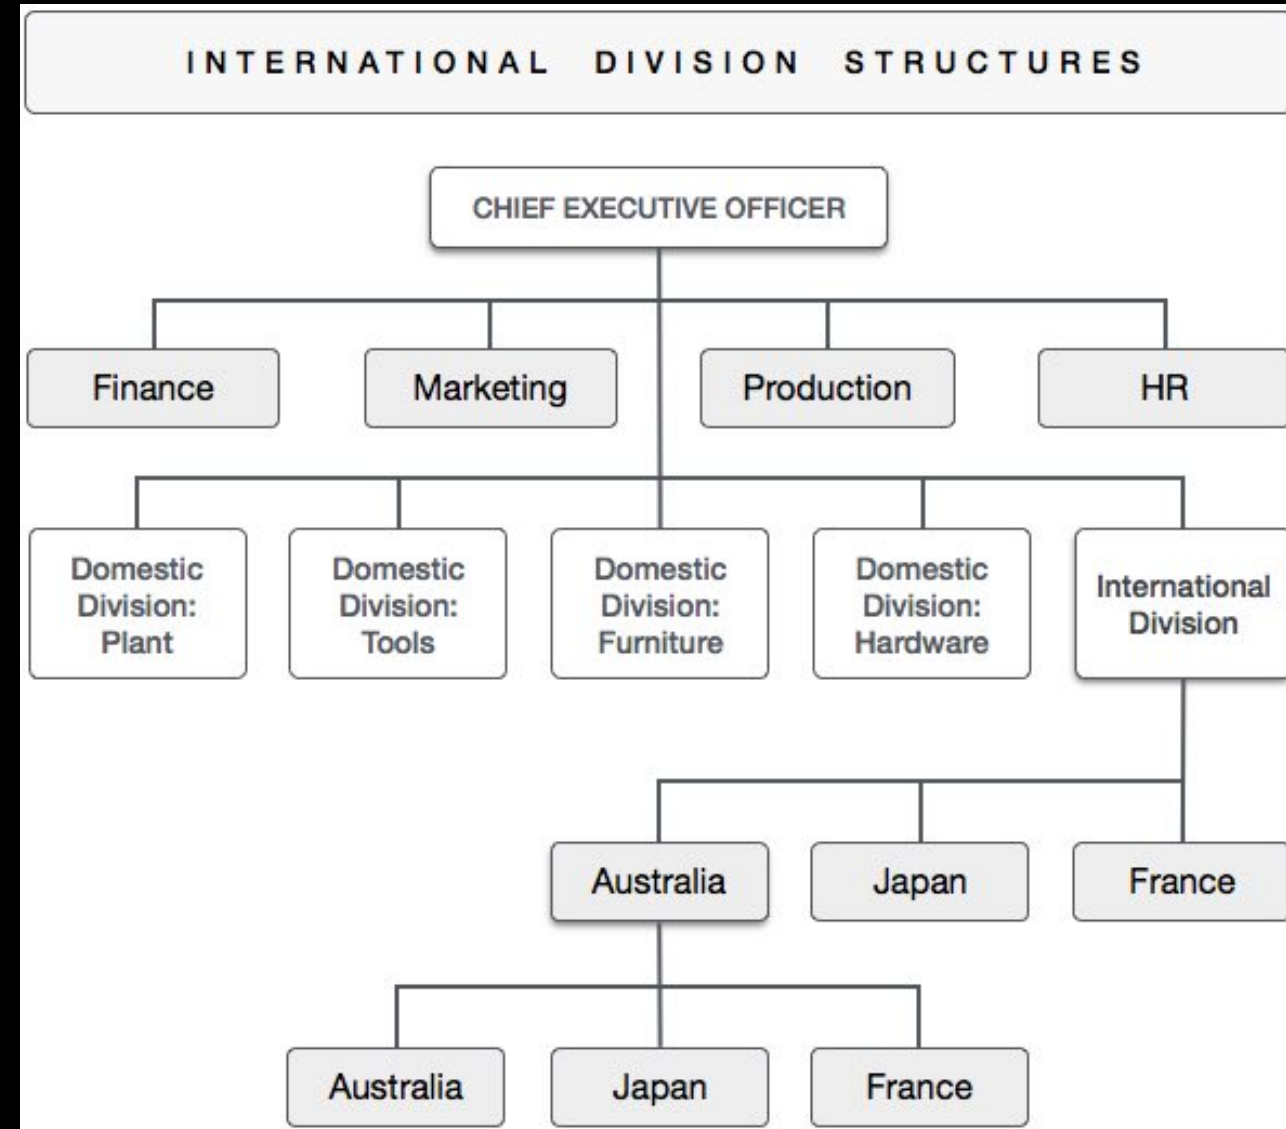 INTERNATIONAL DIVISION STRUCTURES
CHIEF EXECUTIVE OFFICER
Finance
Marketing
Production
HR
Domestic
Division:
Plant
Domestic
Division:
Tools
Domestic
Division:
Furniture
Domestic
Division:
Hardware
International
Division
Australia
Japan
France
Australia
Japan
France